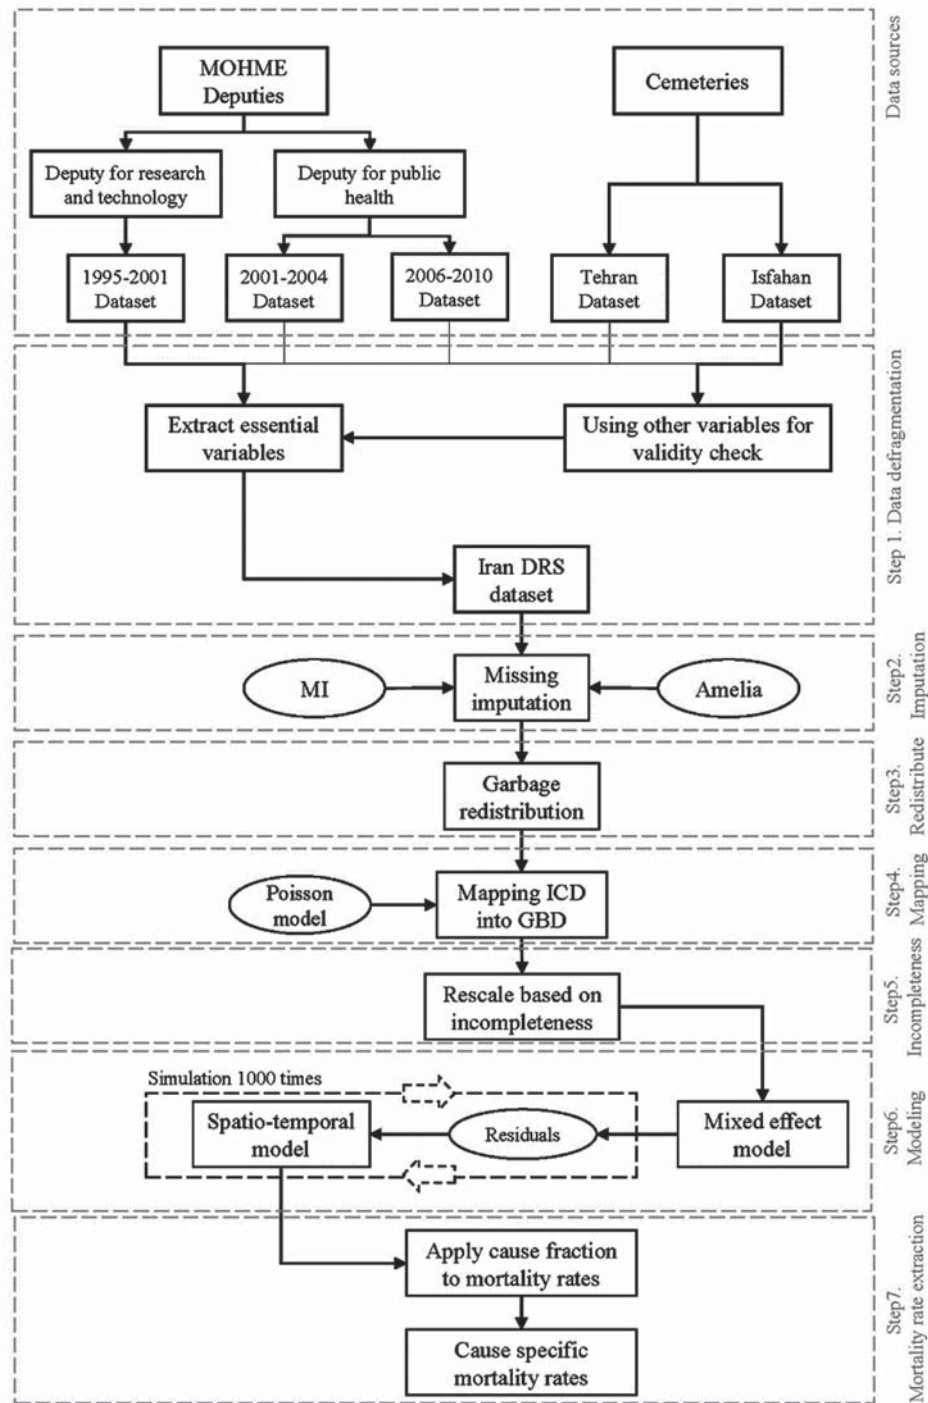 MOHME
Deputies
Cemeteries
Data sources
Deputy for research
and technology
Deputy for public
health
1995-2001
Dataset
2001-2004
Dataset
2006-2010
Dataset
Tehran
Dataset
Isfahan
Dataset
Step 1. Data defragmentation
Extract essential
variables
Using other variables for
validity check
Iran DRS
dataset
Step2.
Imputation
MI
Missing
imputation
Amelia
Step3.
Redistribute
Garbage
redistribution
Step4.
Mapping
Poisson
model
Mapping ICD
into GBD
Step5.
Incompleteness
Rescale based on
incompleteness
Step6.
Modeling
Simulation 1000 times
Spatio-temporal
model
Residuals
Mixed effect
model
Step7.
Mortality rate extraction
Apply cause fraction
to mortality rates
Cause specific
mortality rates